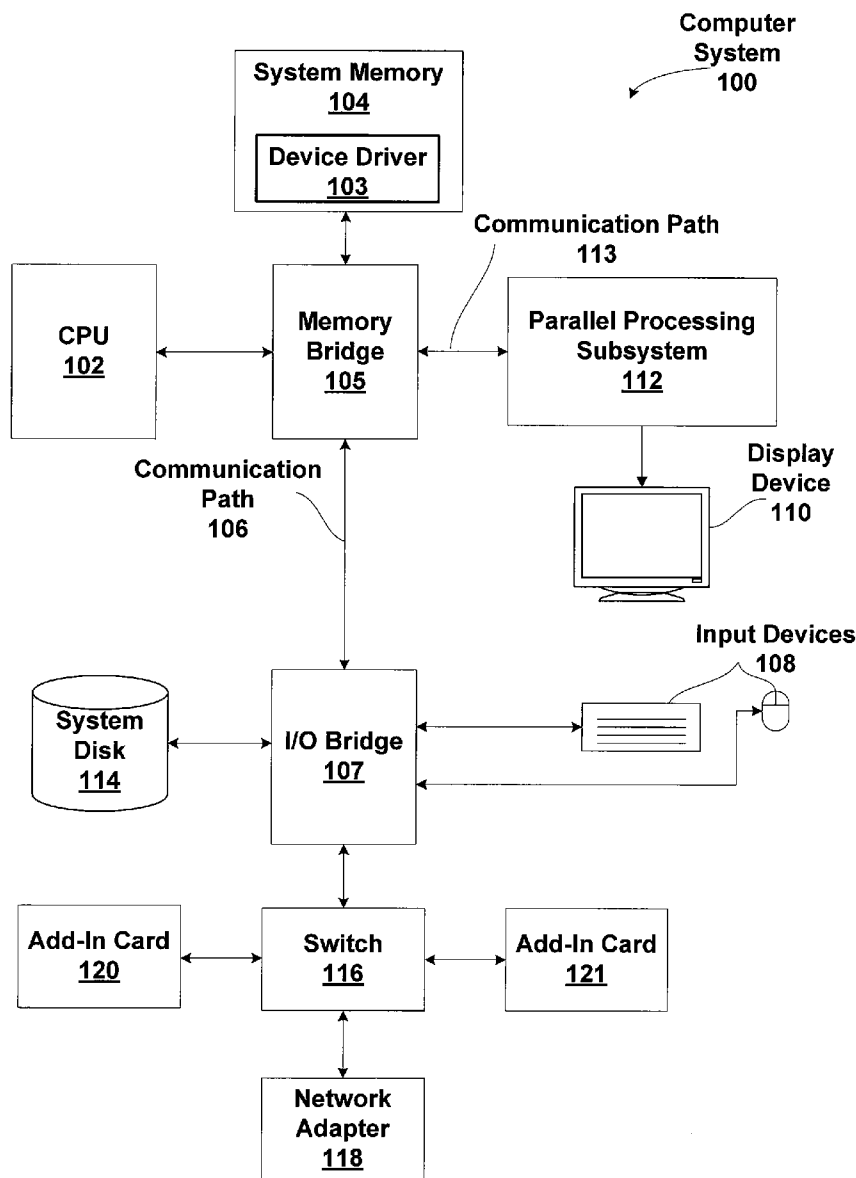 Computer
System
100
System Memory
104
Device Driver
103
Communication Path
113
CPU
102
Memory
Bridge
105
Parallel Processing
Subsystem
112
Communication
Path
106
Display
Device
110
Input Devices
108
System
Disk
114
I/O Bridge
107
Add-In Card
120
Switch
116
Add-In Card
121
Network
Adapter
118